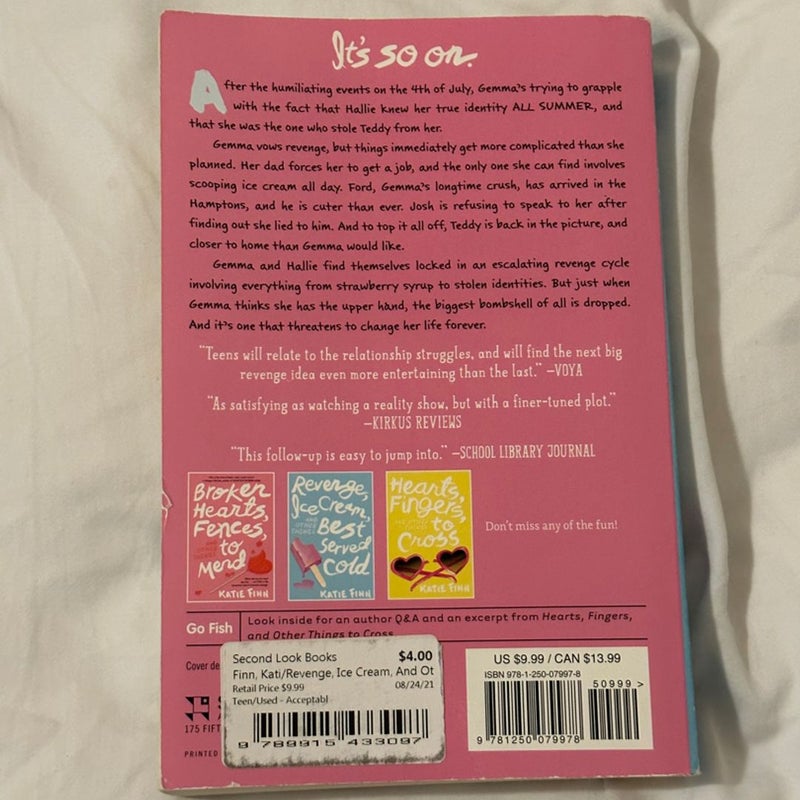 It's so on.
After the humiliating events on the 4th of July, Gemma's trying to grapple
with the fact that Hallie knew her true identity ALL SUMMER, and
that she was the one who stole Teddy from her.
Gemma vows revenge, but things immediately get more complicated than she
planned. Her dad forces her to get a job, and the only one she can find involves
scooping ice cream all day. Ford, Gemma's longtime crush, has arrived in the
Hamptons, and he is cuter than ever. Josh is refusing to speak to her after
finding out she lied to him. And to top it all off, Teddy is back in the picture, and
closer to home than Gemma would like.
Gemma and Hallie find themselves locked in an escalating revenge cycle
involving everything from strawberry syrup to stolen identities. But just when
Gemma thinks she has the upper hand, the biggest bombshell of all is dropped.
And it's one that threatens to change her life forever.
"Teens will relate to the relationship struggles, and will find the next big
revenge idea even more entertaining than the last." —VOYA
"As satisfying as watching a reality show, but with a finer-tuned plot."
—KIRKUS REVIEWS
"This follow-up is easy to jump into." —SCHOOL LIBRARY JOURNAL
Broken
Hearts,
Fences,
AND OTHER THINGS
to
Mend
KATIE FINN
Revenge,
Ice Cream,
AND OTHER THINGS
Best
Served
Cold
KATIE FINN
Hearts,
Fingers,
to
Cross
KATIE FINN
Don't miss any of the fun!
Go Fish
Look inside for an author Q&A and an excerpt from Hearts, Fingers,
and Other Things to Cross
Cover de
175 FIFT
PRINTED
Second Look Books $4.00
Finn, Kati/Revenge, Ice Cream, And Ot
Retail Price $9.99 08/24/21
Teen/Used - Acceptabl
9 789915 433097
US $9.99 / CAN $13.99
ISBN 978-1-250-07997-8
50999 >
9 781250 079978